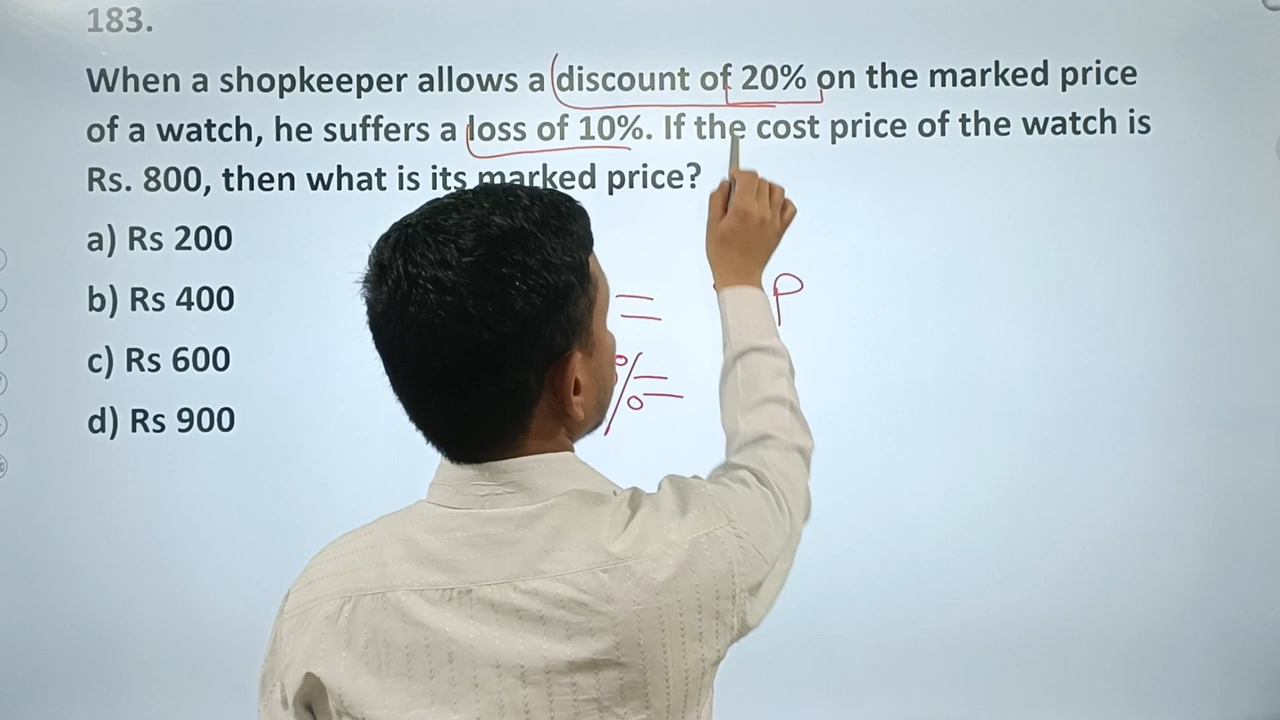 183.
When a shopkeeper allows a discount of 20% on the marked price
of a watch, he suffers a loss of 10%. If the cost price of the watch is
Rs. 800, then what is its marked price?
a) Rs 200
b) Rs 400
c) Rs 600
d) Rs 900
= P
% =